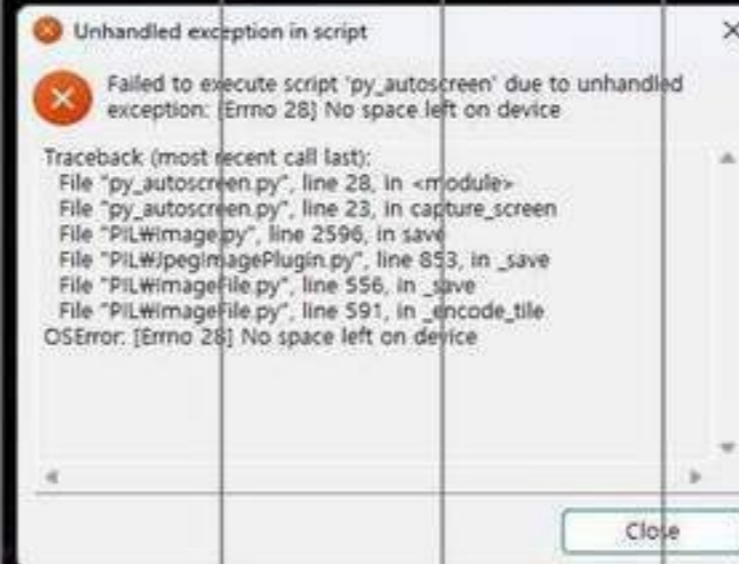 Unhandled exception in script
Failed to execute script 'py_autoscreen' due to unhandled
exception: [Errno 28] No space left on device
Traceback (most recent call last):
File "py_autoscreen.py", line 28, in <module>
File "py_autoscreen.py", line 23, in capture_screen
File "PIL₩Image.py", line 2596, in save
File "PIL₩JpegImagePlugin.py", line 853, in _save
File "PIL₩ImageFile.py", line 556, in _save
File "PIL₩ImageFile.py", line 591, in _encode_tile
OSError: [Errno 28] No space left on device
Close